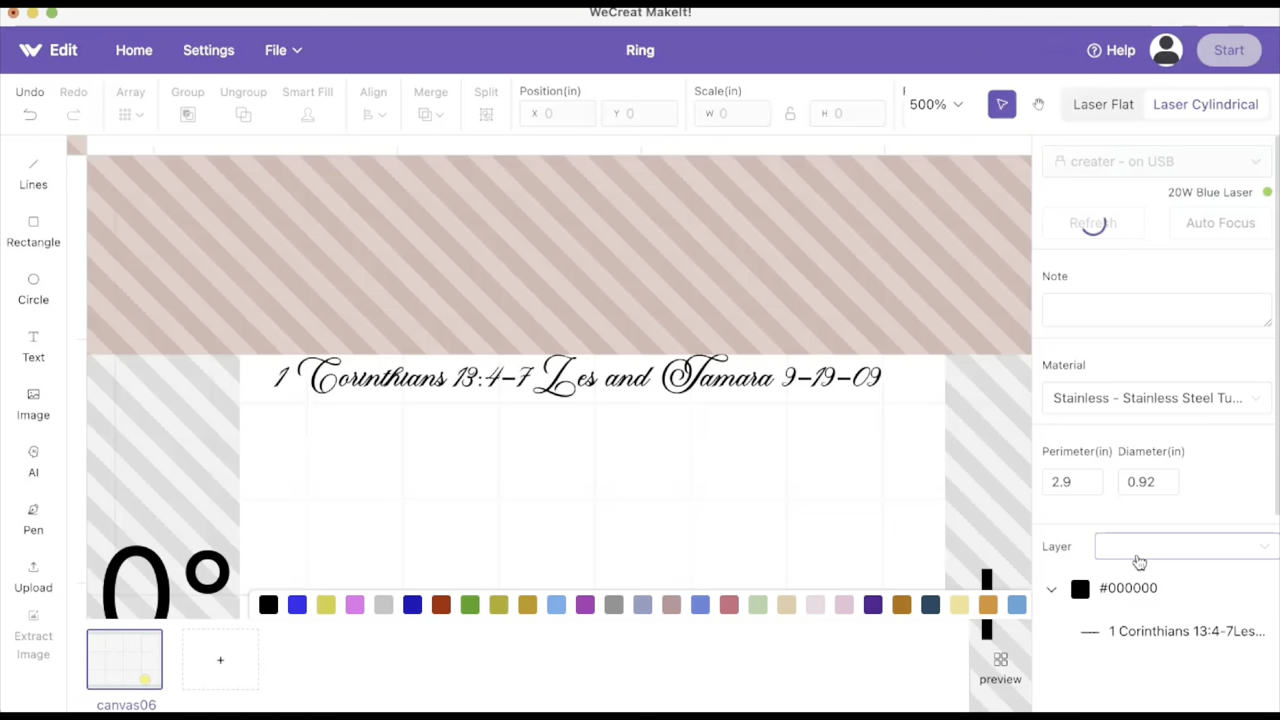 WeCreat MakeIt!
Edit Home Settings File Ring Help Start
Undo Redo Array Group Ungroup Smart Fill Align Merge Split Position(in) Scale(in)
X 0 Y 0 W 0 H 0 500% Laser Flat Laser Cylindrical
Lines
Rectangle
Circle
Text
Image
AI
Pen
Upload
Extract
Image
1 Corinthians 13:4-7 Les and Tamara 9-19-09
0°
+
canvas06
preview
creater - on USB
20W Blue Laser
Refresh Auto Focus
Note
Material
Stainless - Stainless Steel Tu...
Perimeter(in) Diameter(in)
2.9 0.92
Layer
#000000
1 Corinthians 13:4-7Les...